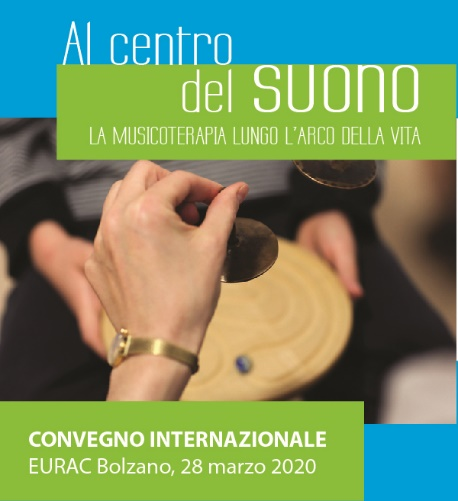 Al centro
del SUONO
LA MUSICOTERAPIA LUNGO L'ARCO DELLA VITA
CONVEGNO INTERNAZIONALE
EURAC Bolzano, 28 marzo 2020